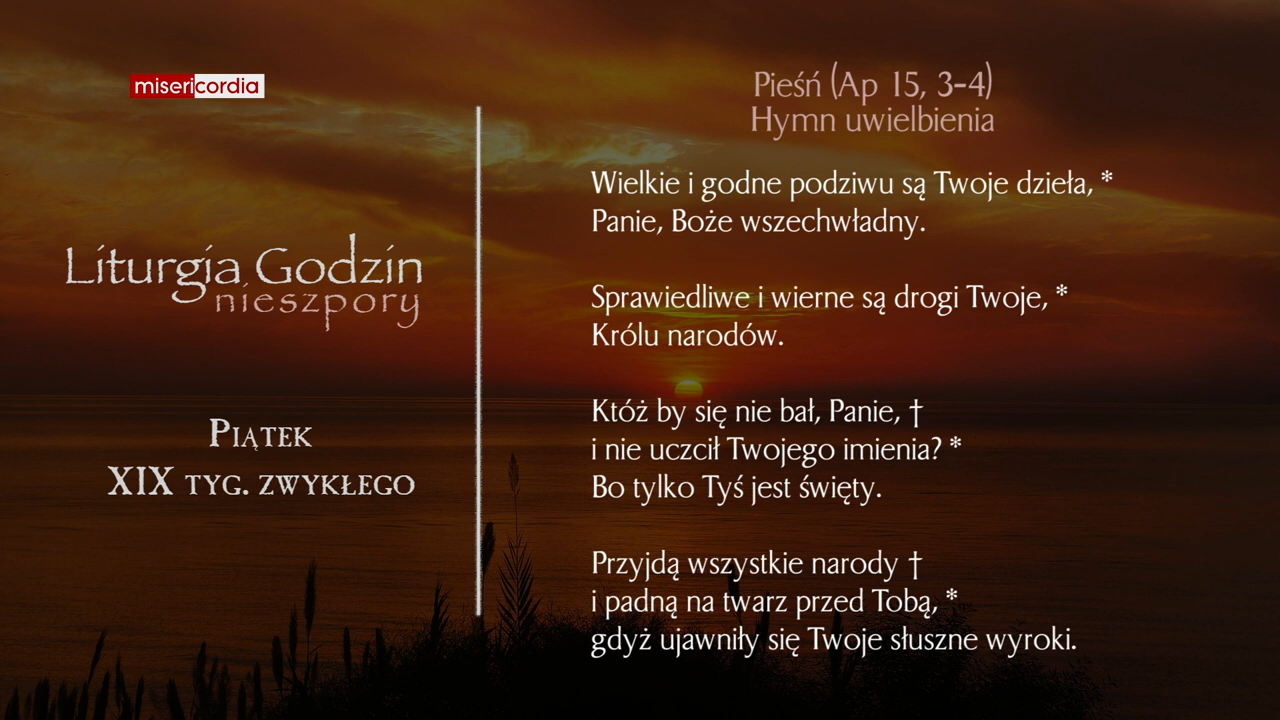 misericordia
Liturgia Godzin
nieszpory
Piątek
XIX tyg. zwykłego
Pieśń (Ap 15, 3-4)
Hymn uwielbienia
Wielkie i godne podziwu są Twoje dzieła, *
Panie, Boże wszechwładny.
Sprawiedliwe i wierne są drogi Twoje, *
Królu narodów.
Któż by się nie bał, Panie, †
i nie uczcił Twojego imienia? *
Bo tylko Tyś jest święty.
Przyjdą wszystkie narody †
i padną na twarz przed Tobą, *
gdyż ujawniły się Twoje słuszne wyroki.